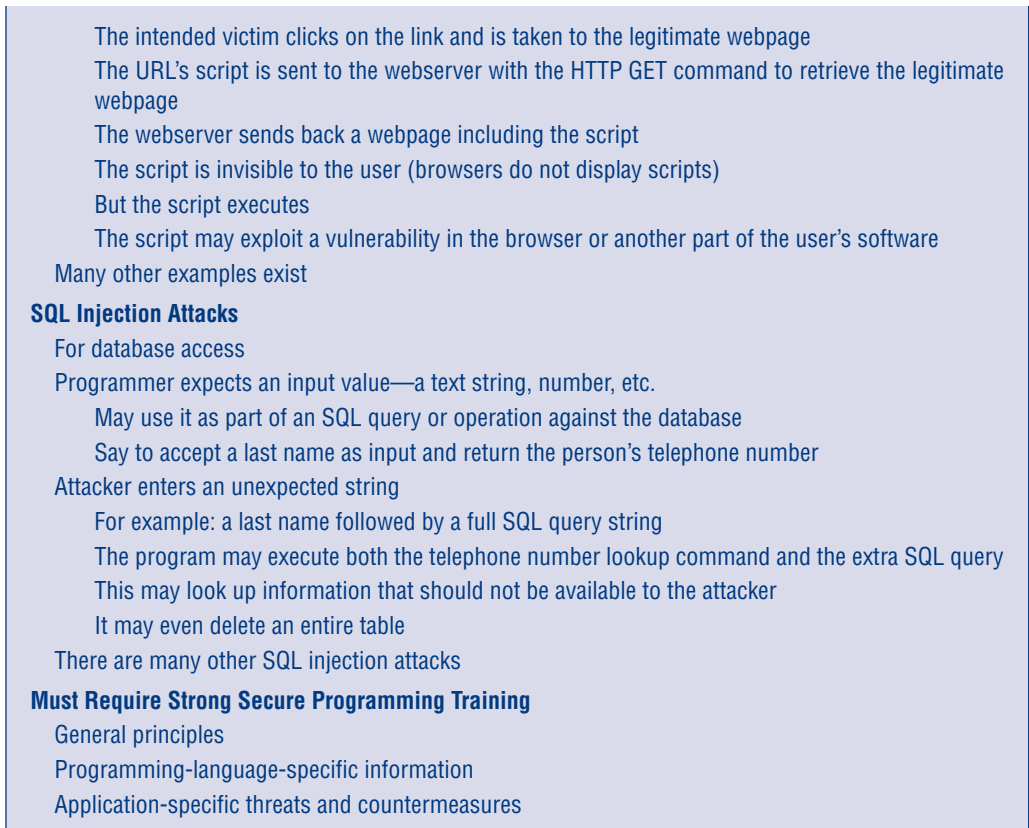 The intended victim clicks on the link and is taken to the legitimate webpage
The URL’s script is sent to the webserver with the HTTP GET command to retrieve the legitimate
webpage
The webserver sends back a webpage including the script
The script is invisible to the user (browsers do not display scripts)
But the script executes
The script may exploit a vulnerability in the browser or another part of the user’s software
Many other examples exist
SQL Injection Attacks
For database access
Programmer expects an input value—a text string, number, etc.
May use it as part of an SQL query or operation against the database
Say to accept a last name as input and return the person’s telephone number
Attacker enters an unexpected string
For example: a last name followed by a full SQL query string
The program may execute both the telephone number lookup command and the extra SQL query
This may look up information that should not be available to the attacker
It may even delete an entire table
There are many other SQL injection attacks
Must Require Strong Secure Programming Training
General principles
Programming-language-specific information
Application-specific threats and countermeasures